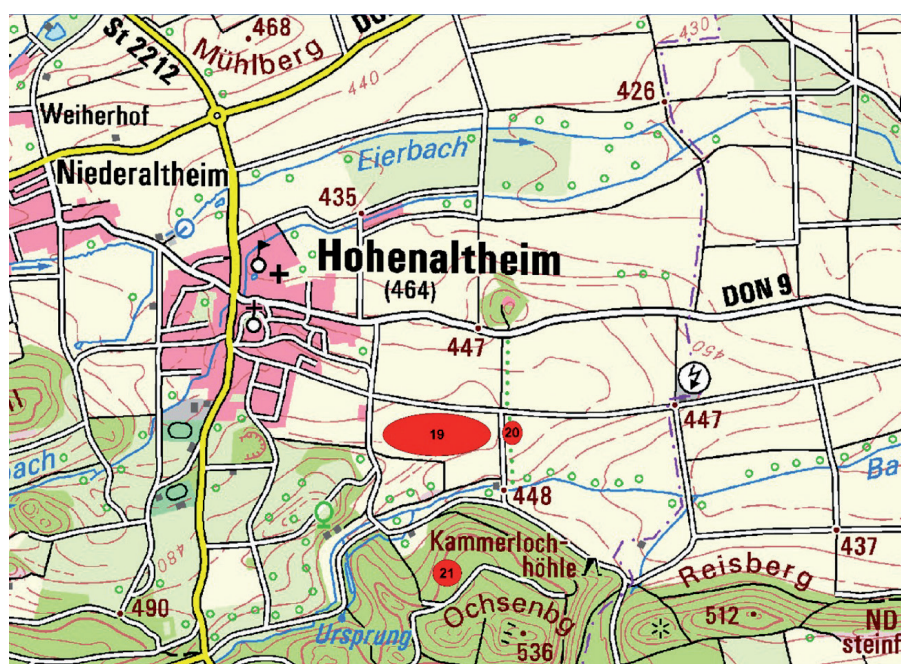 St 2212
468
Mühlberg
430
440
426
Weiherhof
Eierbach
Niederaltheim
435
Hohenaltheim
(464)
DON 9
447
450
447
19
20
448
Kammerloch-
höhle
437
21
Reisberg
480
Ochsenbg
512
490
ND
Ursprung
536
steinf